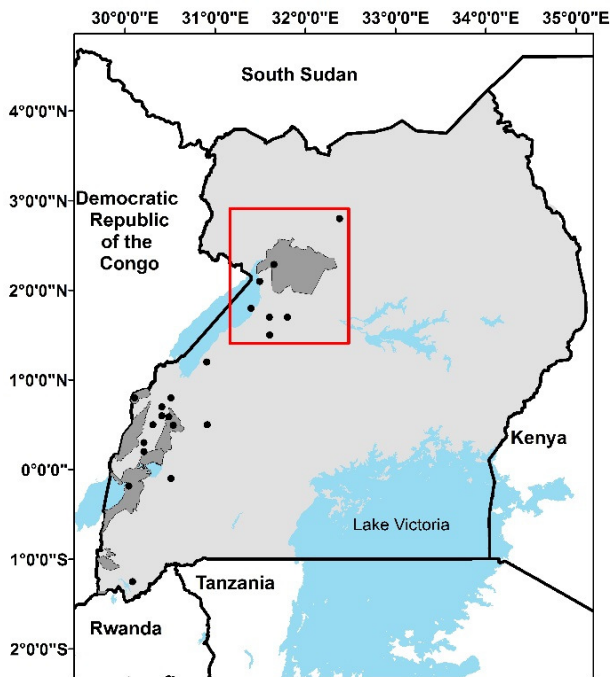 30°0'0"E 31°0'0"E 32°0'0"E 33°0'0"E 34°0'0"E 35°0'0"E
South Sudan
4°0'0"N
3°0'0"N
Democratic
Republic
of the
Congo
2°0'0"N
1°0'0"N
Kenya
0°0'0"
Lake Victoria
1°0'0"S
Tanzania
Rwanda
2°0'0"S